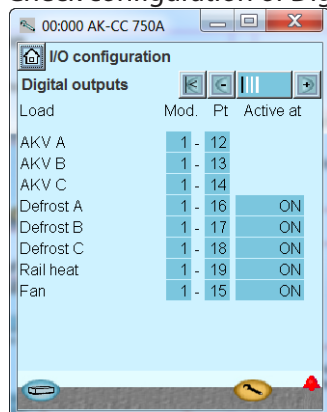 00:000 AK-CC 750A
I/O configuration
Digital outputs
Load Mod. Pt Active at
AKV A 1 - 12
AKV B 1 - 13
AKV C 1 - 14
Defrost A 1 - 16 ON
Defrost B 1 - 17 ON
Defrost C 1 - 18 ON
Rail heat 1 - 19 ON
Fan 1 - 15 ON